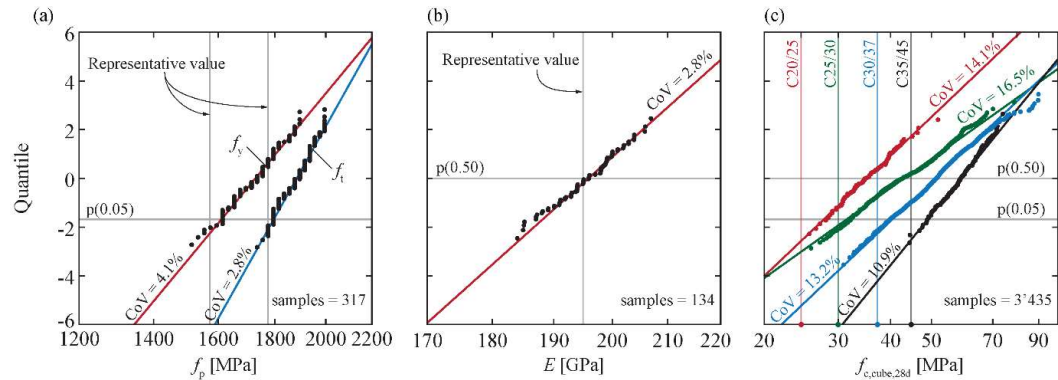 (a)
Quantile
6
4
2
0
-2
-4
-6
Representative value
f_y
f_t
p(0.05)
CoV = 4.1%
CoV = 2.8%
samples = 317
1200
1400
1600
1800
2000
2200
f_p [MPa]
(b)
Representative value
CoV = 2.8%
p(0.50)
samples = 134
170
180
190
200
210
220
E [GPa]
(c)
C20/25
C25/30
C30/37
C35/45
CoV = 14.1%
CoV = 16.5%
p(0.50)
p(0.05)
CoV = 13.2%
CoV = 10.9%
samples = 3'435
20
30
40
50
70
90
f_c,cube,28d [MPa]